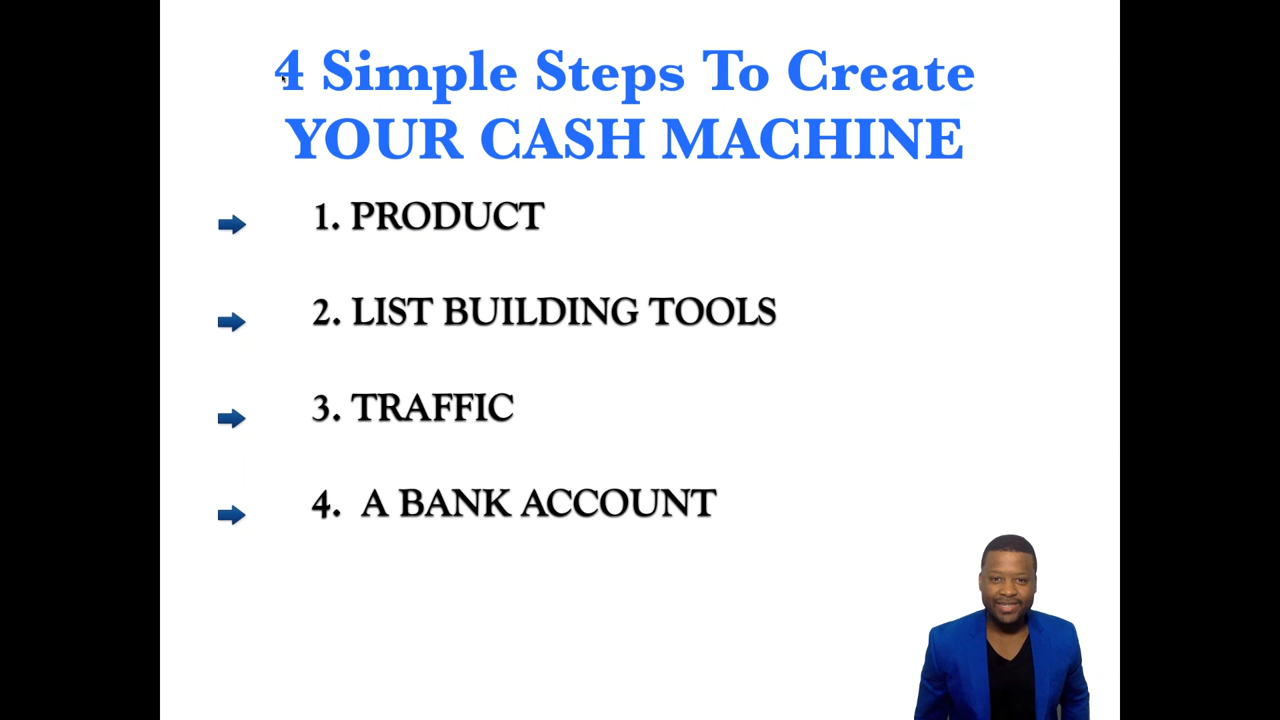 4 Simple Steps To Create
YOUR CASH MACHINE
1. PRODUCT
2. LIST BUILDING TOOLS
3. TRAFFIC
4. A BANK ACCOUNT